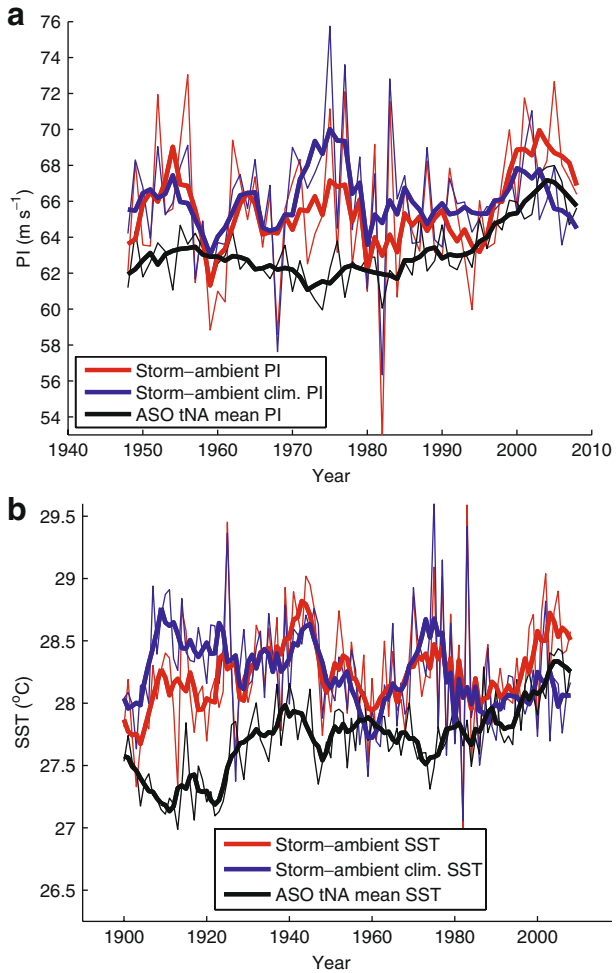 a
76
74
72
70
68
66
64
62
60
58
56
54
PI (m s⁻¹)
Storm−ambient PI
Storm−ambient clim. PI
ASO tNA mean PI
1940 1950 1960 1970 1980 1990 2000 2010
Year
b
29.5
29
28.5
28
27.5
27
26.5
SST (°C)
Storm−ambient SST
Storm−ambient clim. SST
ASO tNA mean SST
1900 1920 1940 1960 1980 2000
Year